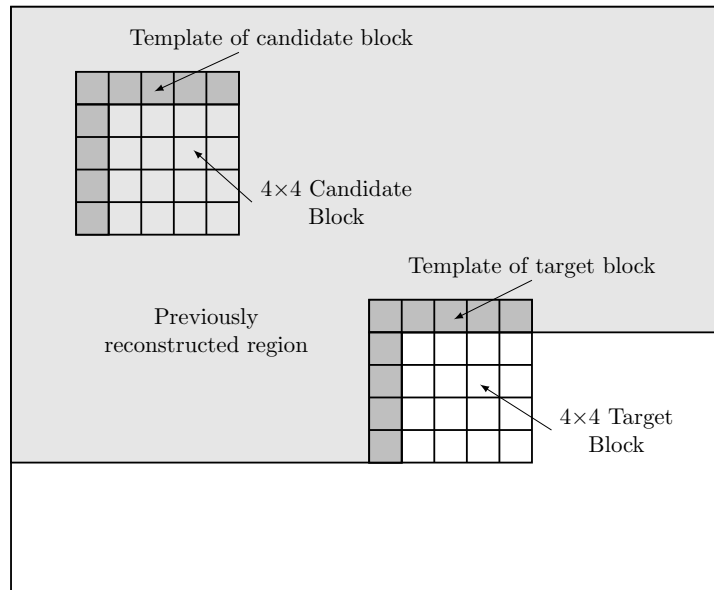 Template of candidate block
4×4 Candidate
Block
Template of target block
Previously
reconstructed region
4×4 Target
Block